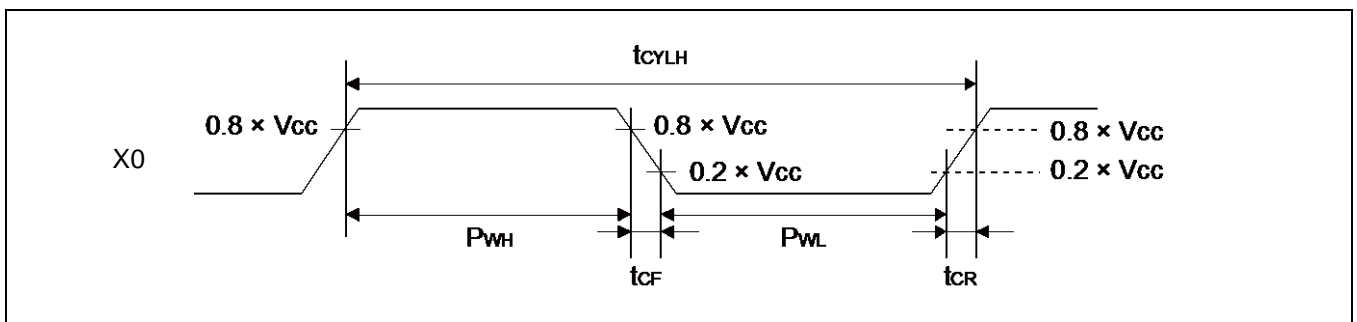 tCYLH
0.8 × Vcc
0.8 × Vcc
0.8 × Vcc
X0
0.2 × Vcc
0.2 × Vcc
PWH
PWL
tCF
tCR